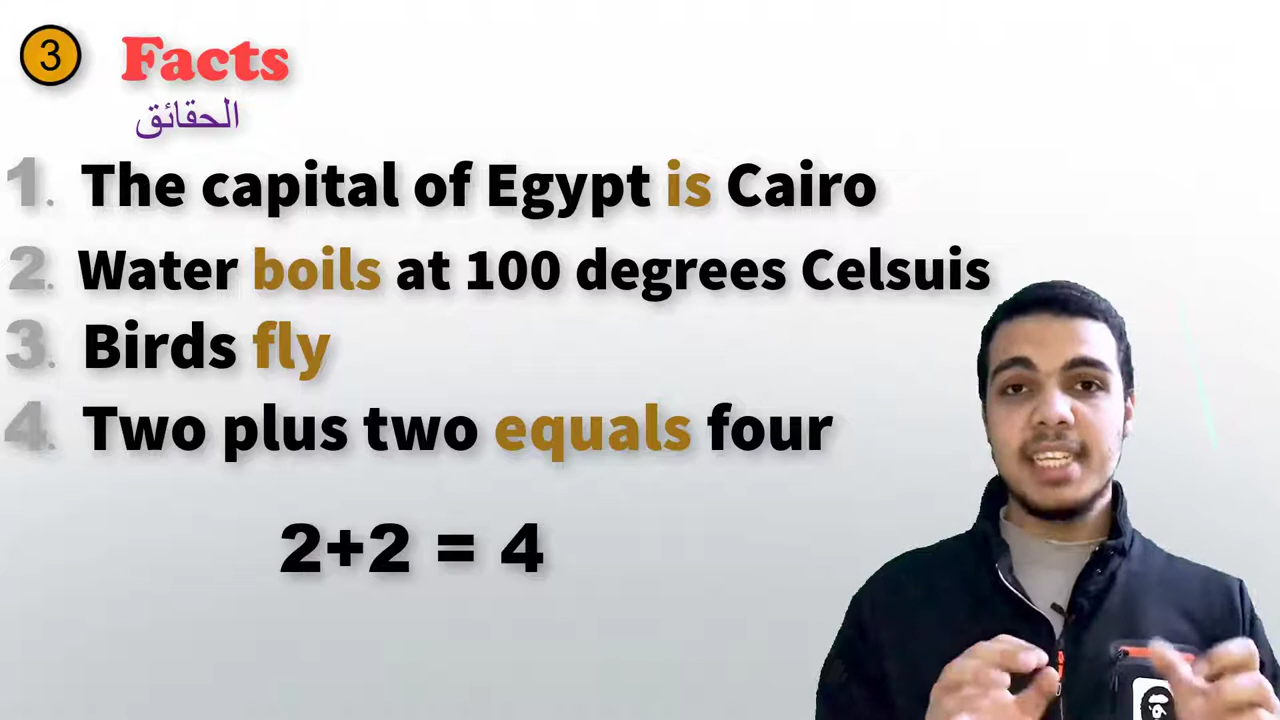 3 Facts
الحقائق
1. The capital of Egypt is Cairo
2. Water boils at 100 degrees Celsuis
3. Birds fly
4. Two plus two equals four
2+2 = 4